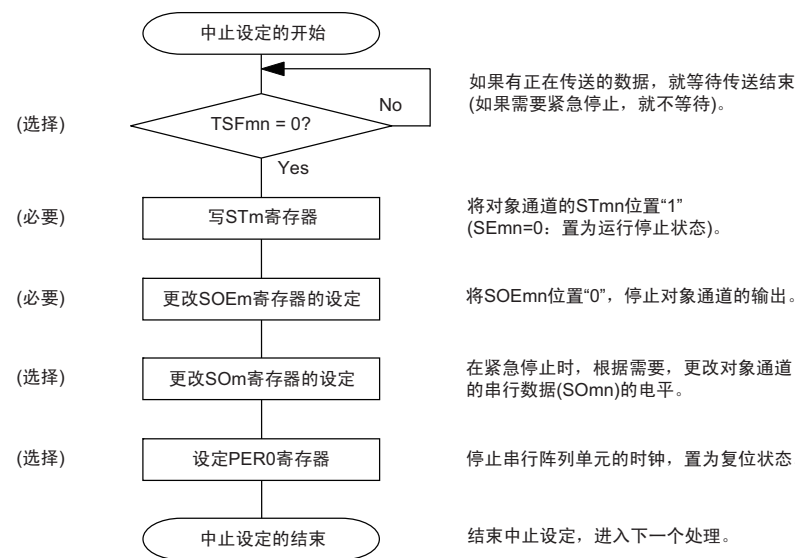 中止设定的开始
如果有正在传送的数据，就等待传送结束
(如果需要紧急停止，就不等待)。
No
(选择)
TSFmn = 0?
Yes
(必要)
写STm寄存器
将对象通道的STmn位置“1”
(SEmn=0：置为运行停止状态)。
(必要)
更改SOEm寄存器的设定
将SOEmn位置“0”，停止对象通道的输出。
(选择)
更改SOm寄存器的设定
在紧急停止时，根据需要，更改对象通道
的串行数据(SOmn)的电平。
(选择)
设定PER0寄存器
停止串行阵列单元的时钟，置为复位状态
中止设定的结束
结束中止设定，进入下一个处理。